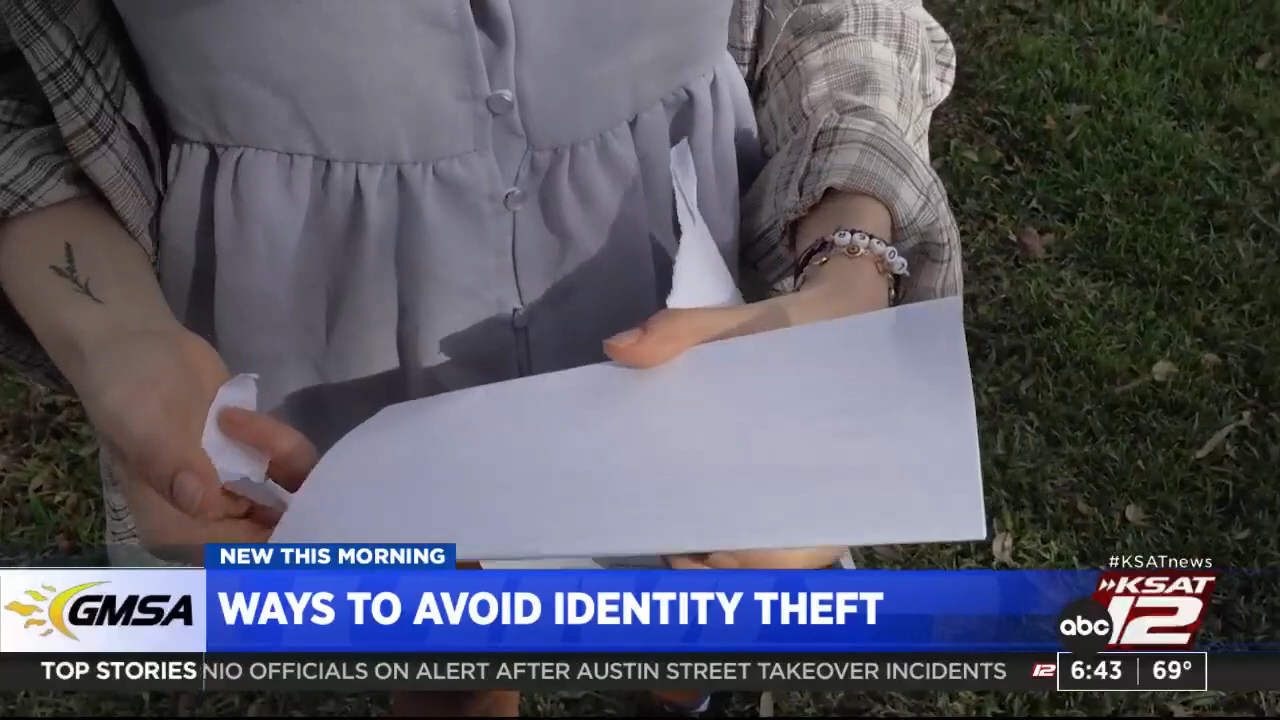 NEW THIS MORNING
#KSATnews
GMSA
WAYS TO AVOID IDENTITY THEFT
KSAT
abc 12
TOP STORIES NIO OFFICIALS ON ALERT AFTER AUSTIN STREET TAKEOVER INCIDENTS 12 6:43 69°